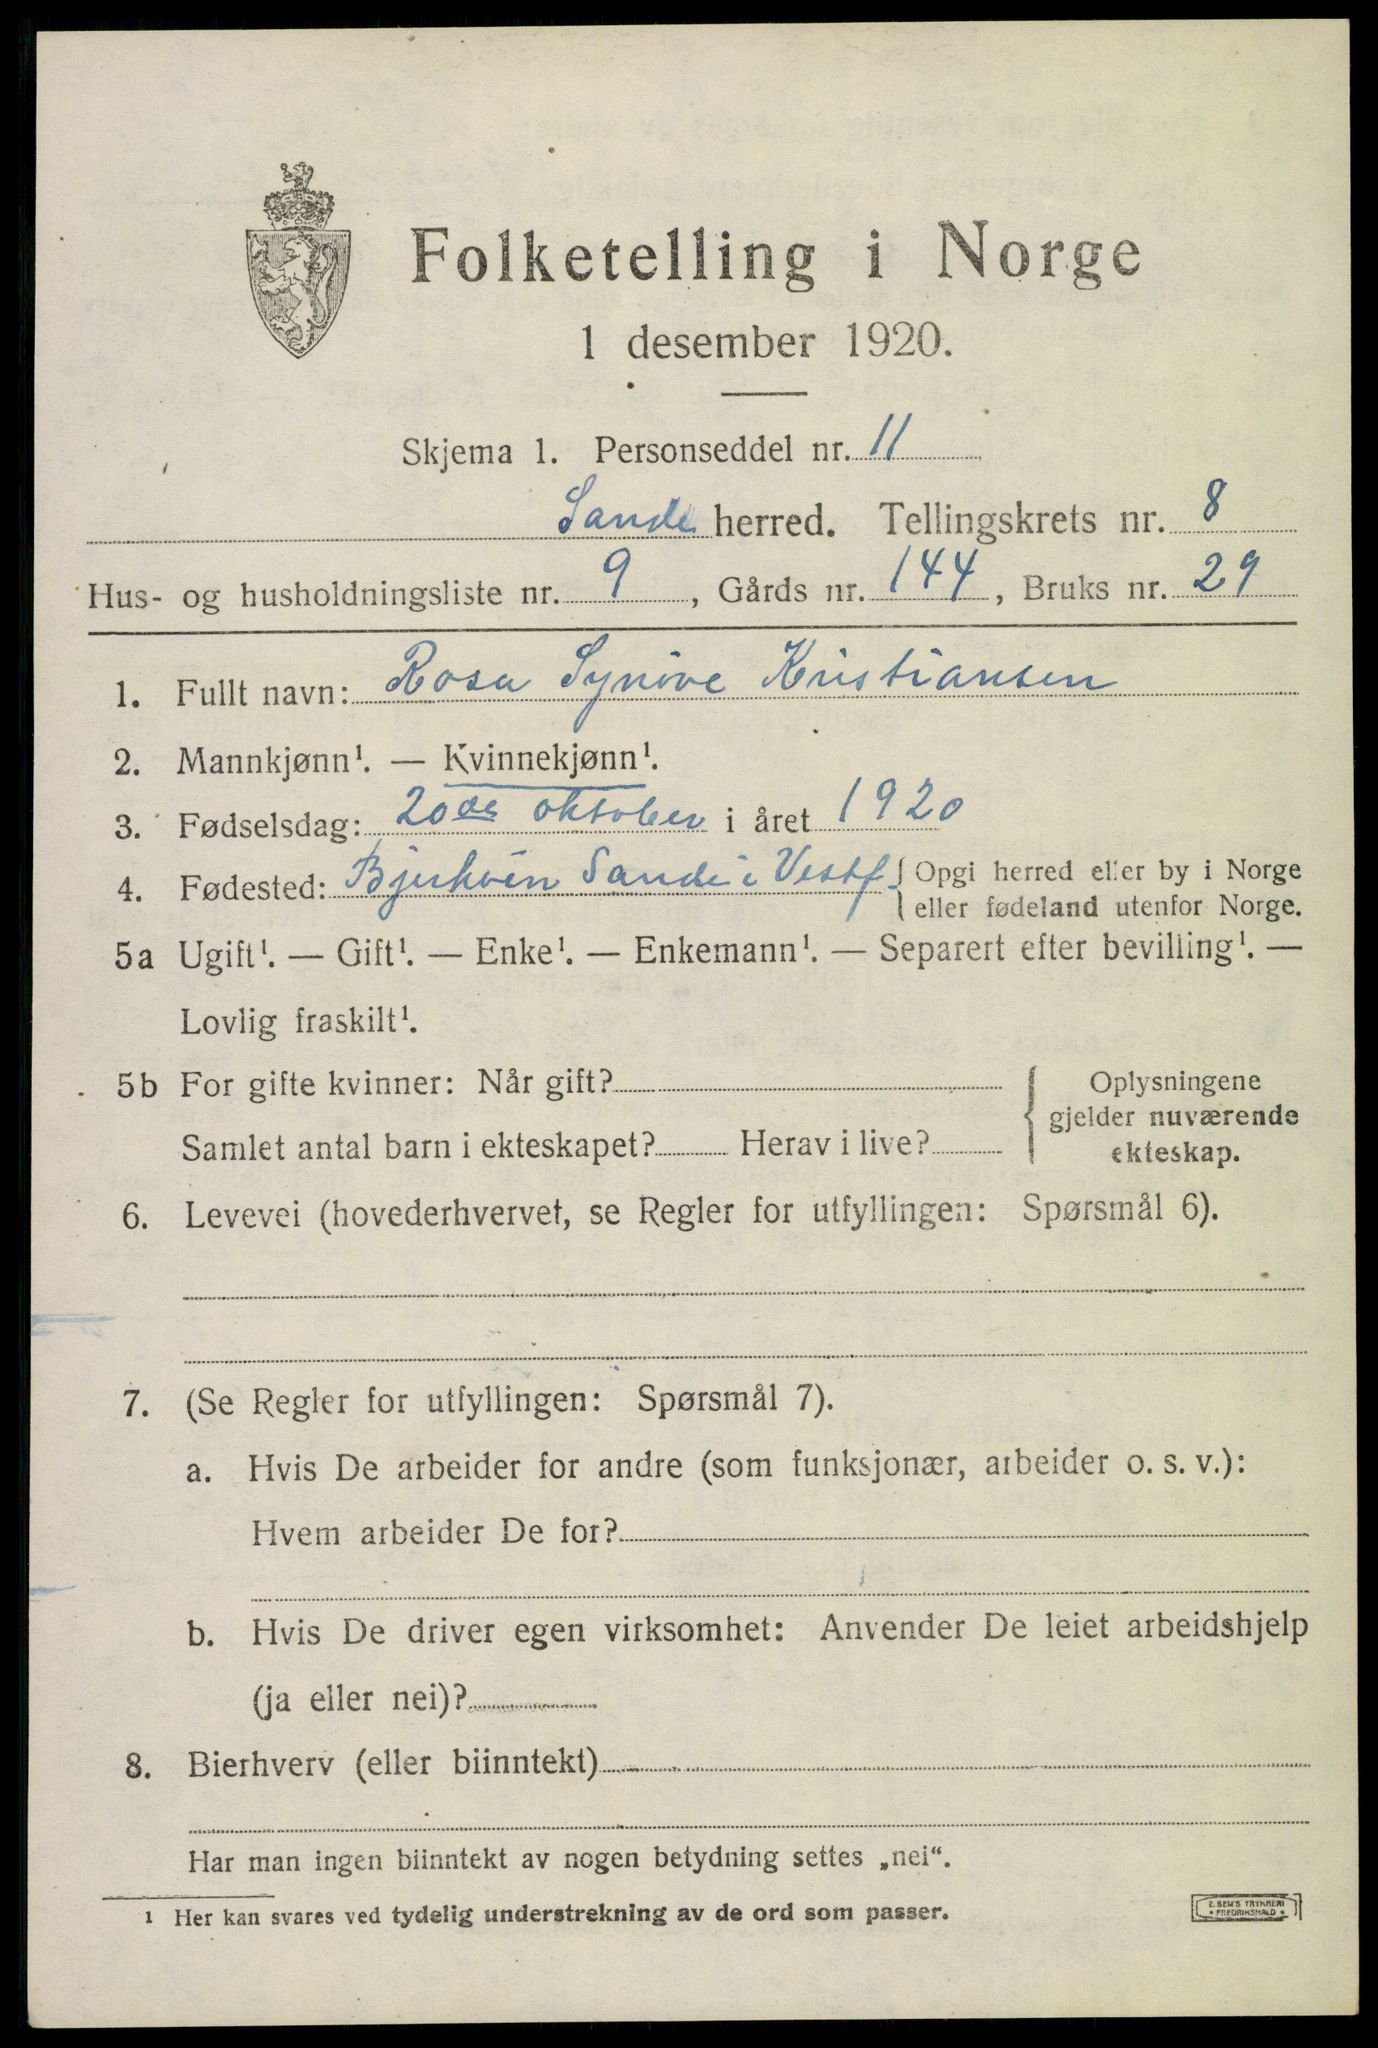 Folketelling i Norge
1 desember 1920.
Skjema 1. Personseddel nr. 11
Sande herred. Tellingskrets nr. 8
Hus- og husholdningsliste nr. 9, Gårds nr. 144, Bruks nr. 29
1. Fullt navn: Rosa Synöve Kristiansen
2. Mannkjønn¹. — Kvinnekjønn¹.
3. Fødselsdag: 20de oktober i året 1920
4. Fødested: Bjerköen Sande i Vestf. { Opgi herred eller by i Norge
eller fødeland utenfor Norge.
5a Ugift¹. — Gift¹. — Enke¹. — Enkemann¹. — Separert efter bevilling¹. —
Lovlig fraskilt¹.
5b For gifte kvinner: Når gift?
Samlet antal barn i ekteskapet? Herav i live?
{ Oplysningene
gjelder nuværende
ekteskap.
6. Levevei (hovederhvervet, se Regler for utfyllingen: Spørsmål 6).
7. (Se Regler for utfyllingen: Spørsmål 7).
a. Hvis De arbeider for andre (som funksjonær, arbeider o. s. v.):
Hvem arbeider De for?
b. Hvis De driver egen virksomhet: Anvender De leiet arbeidshjelp
(ja eller nei)?
8. Bierhverv (eller biinntekt)
Har man ingen biinntekt av nogen betydning settes „nei“.
1 Her kan svares ved tydelig understrekning av de ord som passer.
E. SEM'S TRYKKERI
• FREDRIKSHALD •